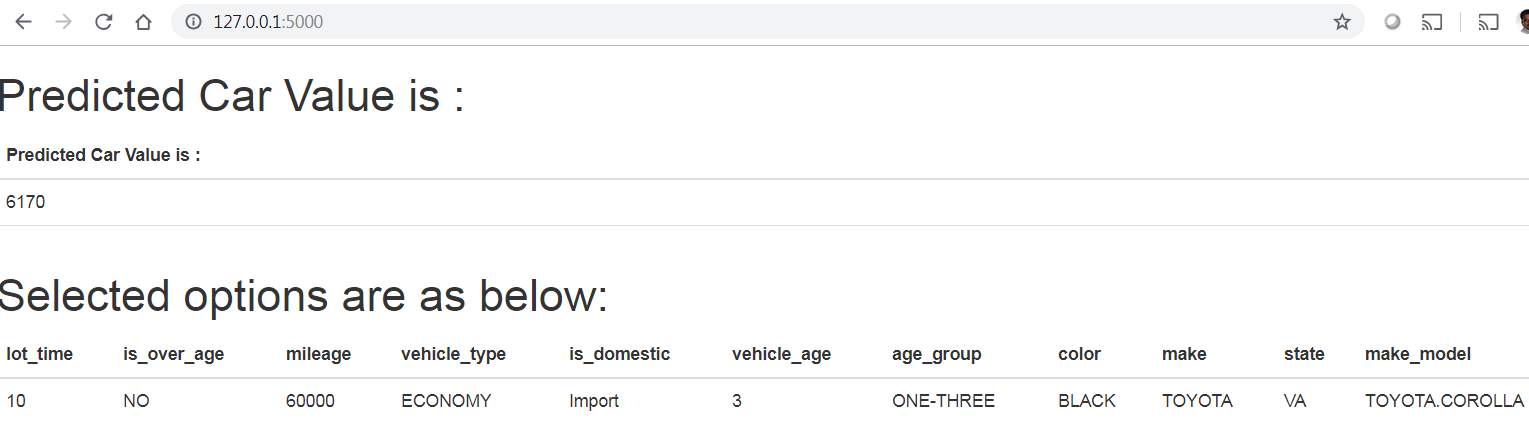 127.0.0.1:5000
Predicted Car Value is :
Predicted Car Value is :
6170
Selected options are as below:
lot_time is_over_age mileage vehicle_type is_domestic vehicle_age age_group color make state make_model
10 NO 60000 ECONOMY Import 3 ONE-THREE BLACK TOYOTA VA TOYOTA.COROLLA